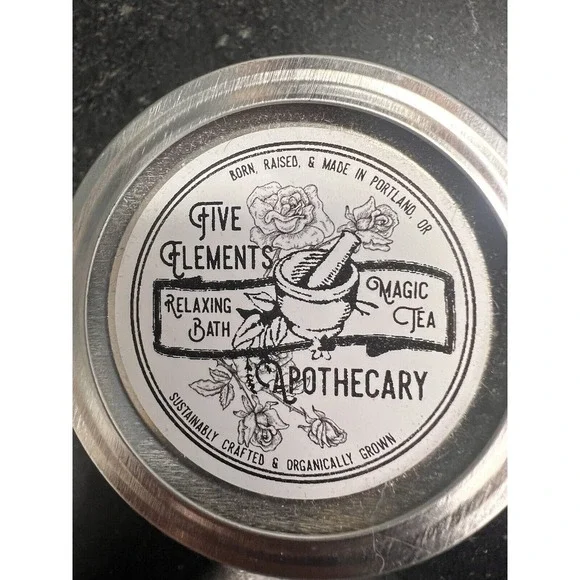 BORN, RAISED, & MADE IN PORTLAND, OR
FIVE
ELEMENTS
RELAXING
BATH
MAGIC
TEA
APOTHECARY
SUSTAINABLY CRAFTED & ORGANICALLY GROWN